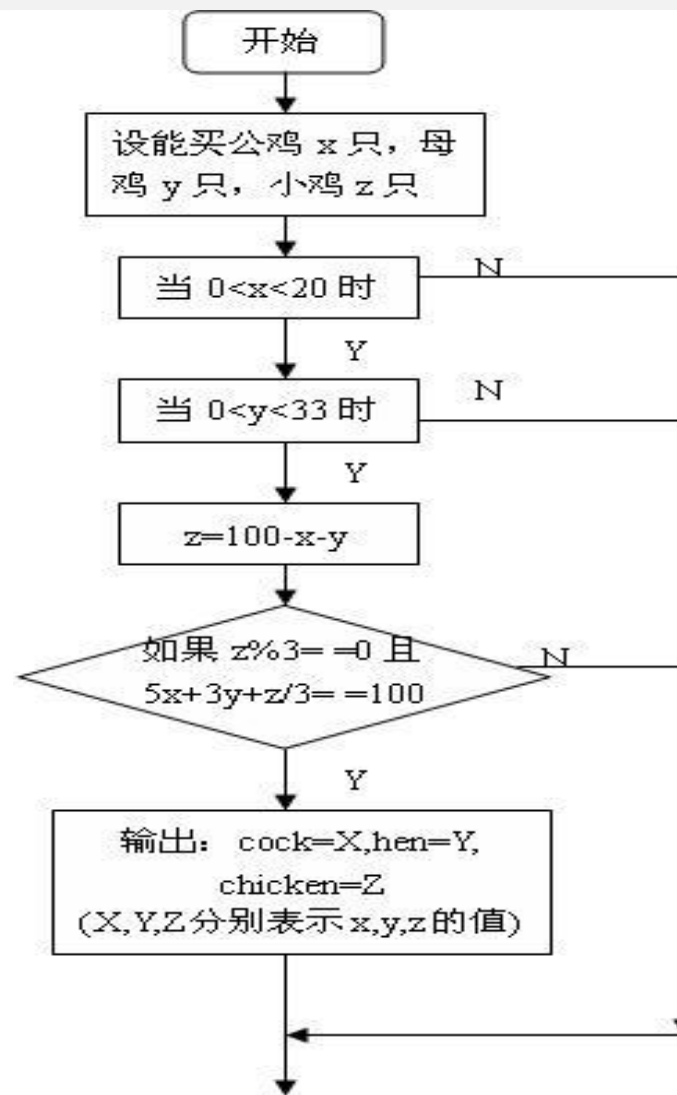 开始
设能买公鸡 x 只，母
鸡 y 只，小鸡 z 只
当 0<x<20 时
N
Y
当 0<y<33 时
N
Y
z=100-x-y
如果 z%3= =0 且
5x+3y+z/3= =100
N
Y
输出： cock=X,hen=Y,
chicken=Z
(X,Y,Z分别表示x,y,z的值)